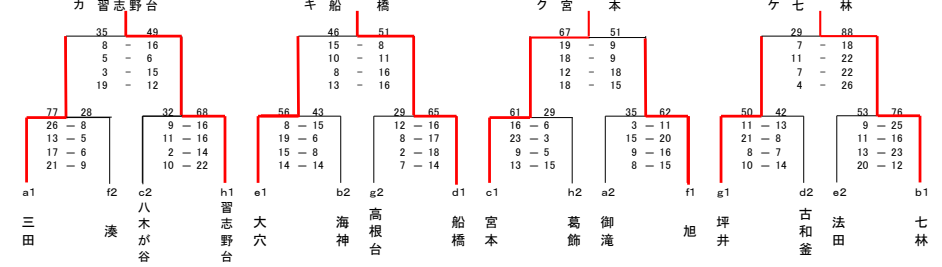 カ 習志野台
35 49
8 - 16
5 - 6
3 - 15
19 - 12
77 28
26 - 8
13 - 5
17 - 6
21 - 9
32 68
9 - 16
11 - 16
2 - 14
10 - 22
a1 f2 c2 h1
三田
湊
八木が谷
習志野台
キ 船橋
46 51
15 - 8
10 - 11
8 - 16
13 - 16
56 43
8 - 15
19 - 6
15 - 8
14 - 14
29 65
12 - 16
8 - 17
2 - 18
7 - 14
e1 b2 g2 d1
大穴
海神
高根台
船橋
ク 宮本
67 51
19 - 9
18 - 9
12 - 18
18 - 15
61 29
16 - 6
23 - 3
9 - 5
13 - 15
35 62
3 - 11
15 - 20
9 - 16
8 - 15
c1 h2 a2 f1
宮本
葛飾
御滝
旭
ケ 七林
29 88
7 - 18
11 - 22
7 - 22
4 - 26
50 42
11 - 13
21 - 8
8 - 7
10 - 14
53 76
9 - 25
11 - 16
13 - 23
20 - 12
g1 d2 e2 b1
坪井
古和釜
法田
七林